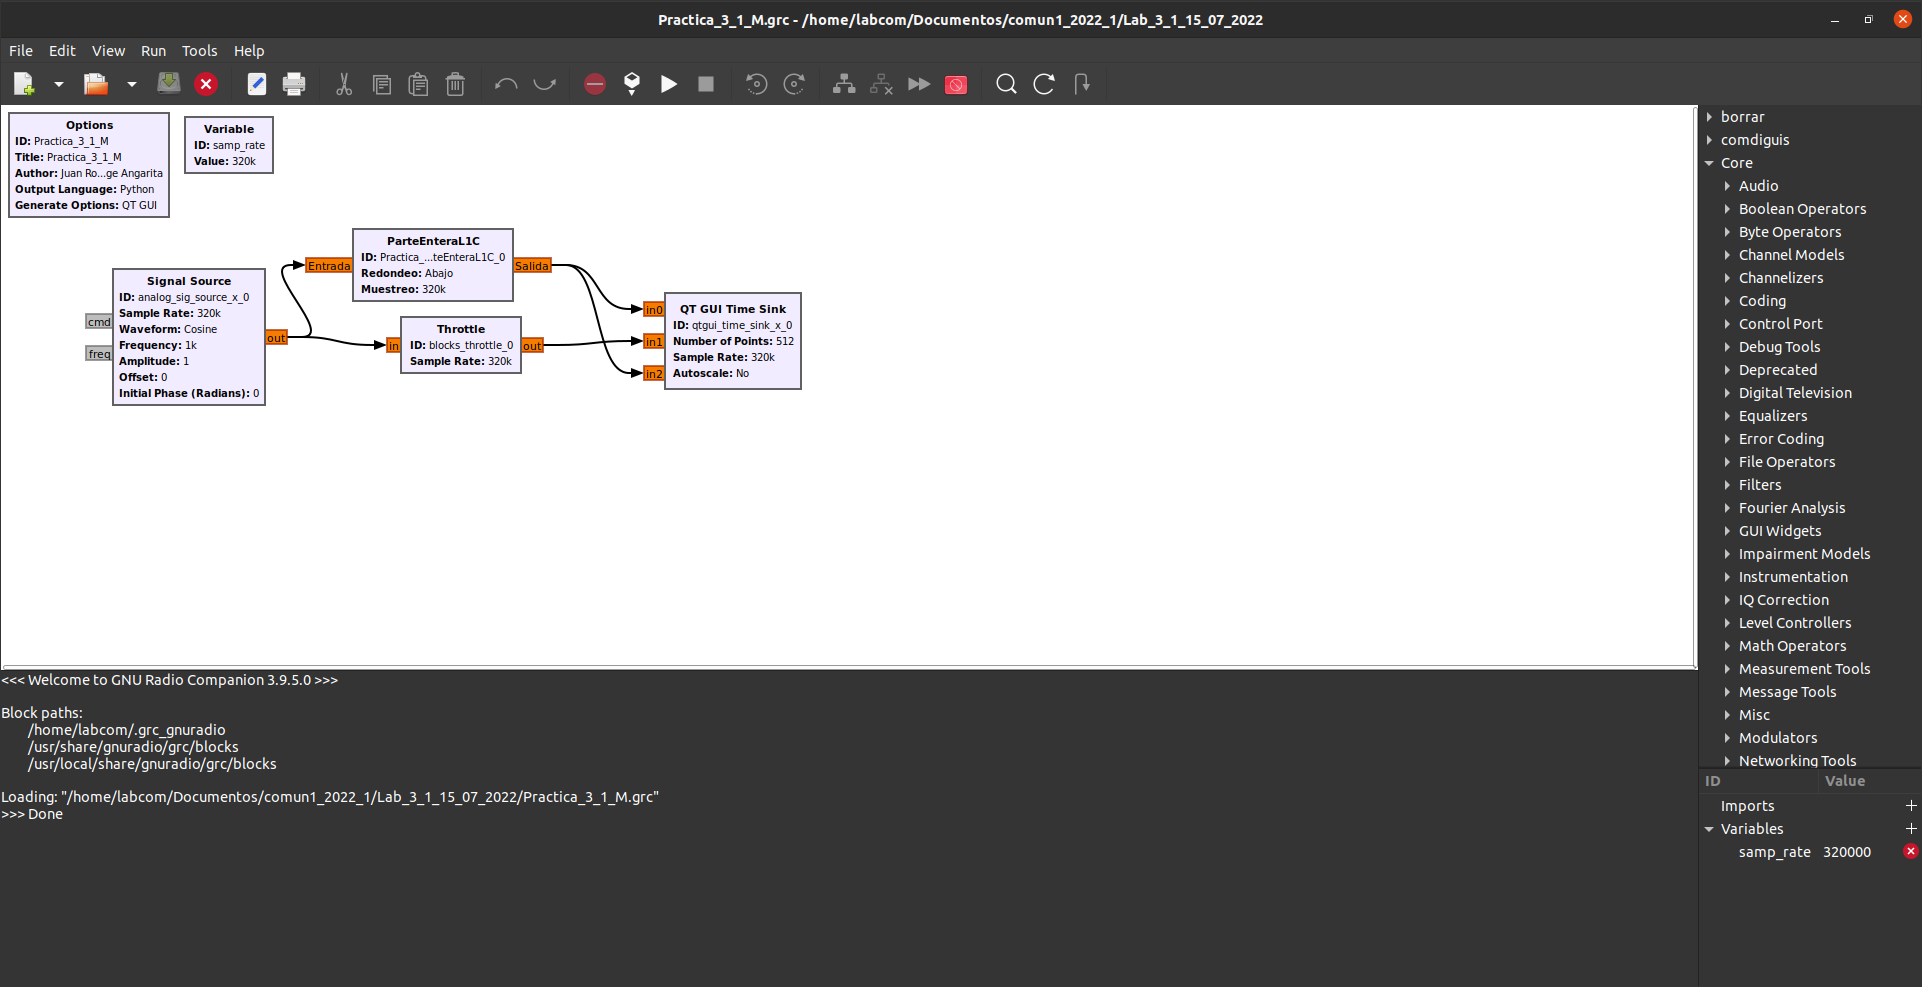 Practica_3_1_M.grc - /home/labcom/Documentos/comun1_2022_1/Lab_3_1_15_07_2022
File Edit View Run Tools Help
Options
ID: Practica_3_1_M
Title: Practica_3_1_M
Author: Juan Ro...ge Angarita
Output Language: Python
Generate Options: QT GUI
Variable
ID: samp_rate
Value: 320k
Signal Source
ID: analog_sig_source_x_0
Sample Rate: 320k
Waveform: Cosine
Frequency: 1k
Amplitude: 1
Offset: 0
Initial Phase (Radians): 0
cmd
freq
out
Entrada
ParteEnteraL1C
ID: Practica_...teEnteraL1C_0
Redondeo: Abajo
Muestreo: 320k
Salida
in
Throttle
ID: blocks_throttle_0
Sample Rate: 320k
out
in0
in1
in2
QT GUI Time Sink
ID: qtgui_time_sink_x_0
Number of Points: 512
Sample Rate: 320k
Autoscale: No
<<< Welcome to GNU Radio Companion 3.9.5.0 >>>
Block paths:
/home/labcom/.grc_gnuradio
/usr/share/gnuradio/grc/blocks
/usr/local/share/gnuradio/grc/blocks
Loading: "/home/labcom/Documentos/comun1_2022_1/Lab_3_1_15_07_2022/Practica_3_1_M.grc"
>>> Done
borrar
comdiguis
Core
Audio
Boolean Operators
Byte Operators
Channel Models
Channelizers
Coding
Control Port
Debug Tools
Deprecated
Digital Television
Equalizers
Error Coding
File Operators
Filters
Fourier Analysis
GUI Widgets
Impairment Models
Instrumentation
IQ Correction
Level Controllers
Math Operators
Measurement Tools
Message Tools
Misc
Modulators
Networking Tools
ID Value
Imports
Variables
samp_rate 320000